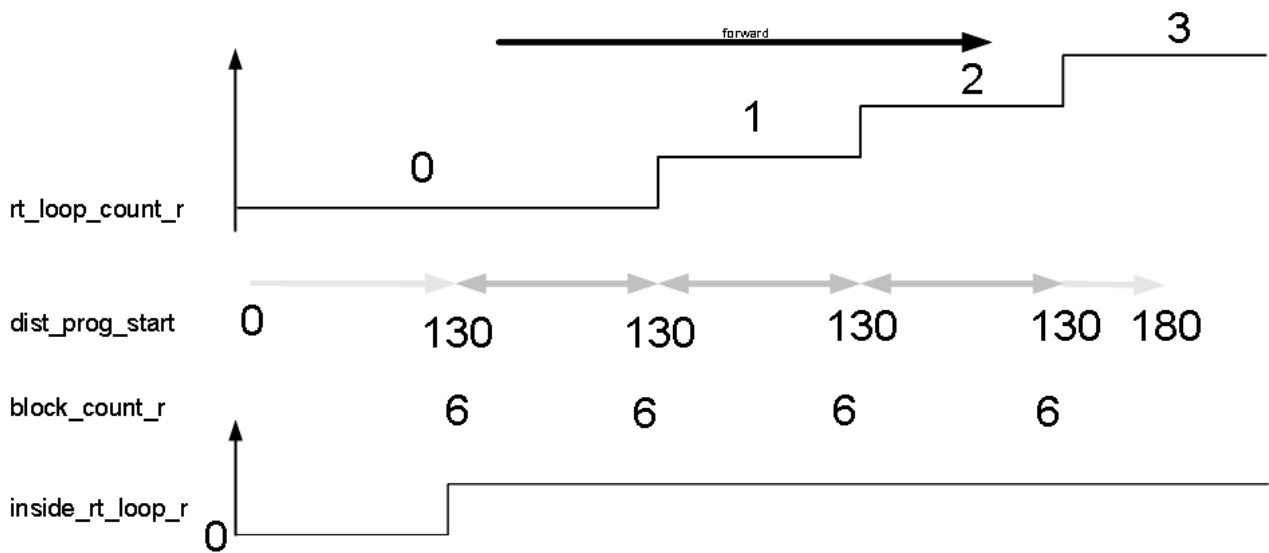 forward
3
2
1
0
rt_loop_count_r
dist_prog_start 0 130 130 130 130 180
block_count_r 6 6 6 6
inside_rt_loop_r
0